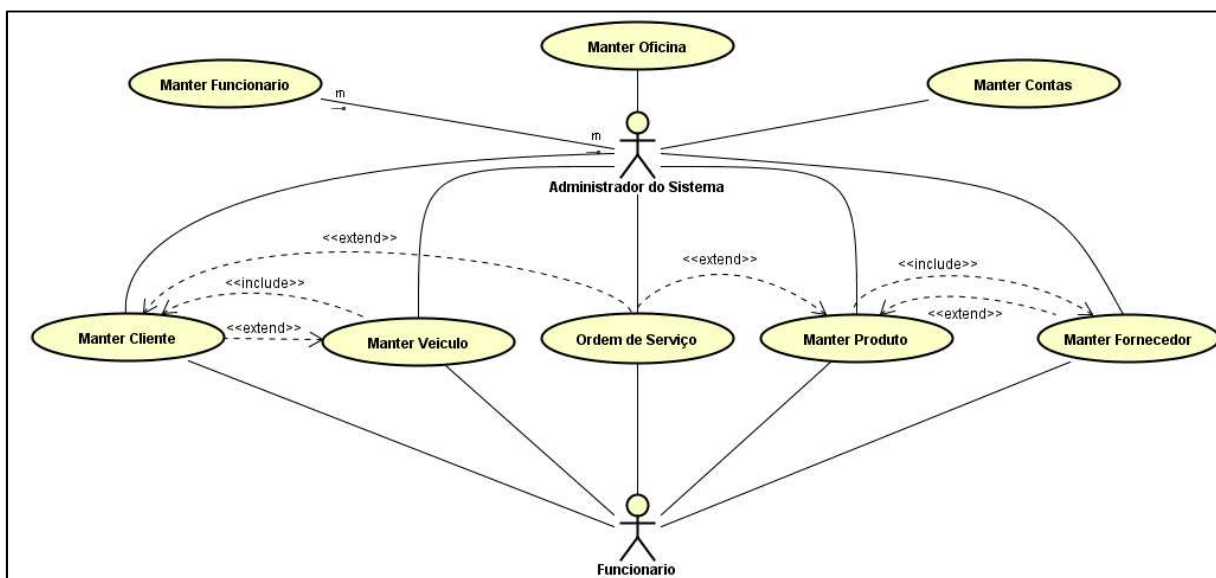 Manter Oficina
Manter Funcionario
Manter Contas
m
m
Administrador do Sistema
<<extend>>
<<extend>>
<<include>>
<<include>>
<<extend>>
<<extend>>
Manter Cliente
Manter Veiculo
Ordem de Serviço
Manter Produto
Manter Fornecedor
Funcionario